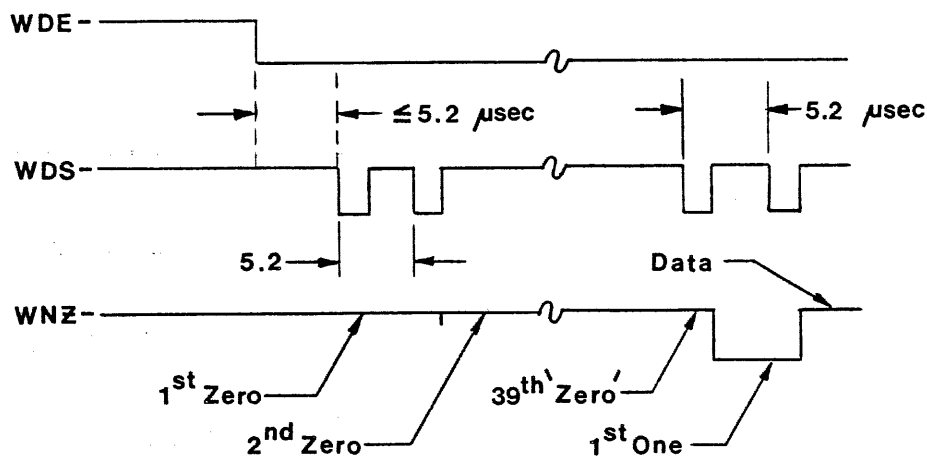 WDE
≤5.2 μsec
5.2 μsec
WDS
5.2
Data
WNZ
1st Zero
39th 'Zero'
2nd Zero
1st One